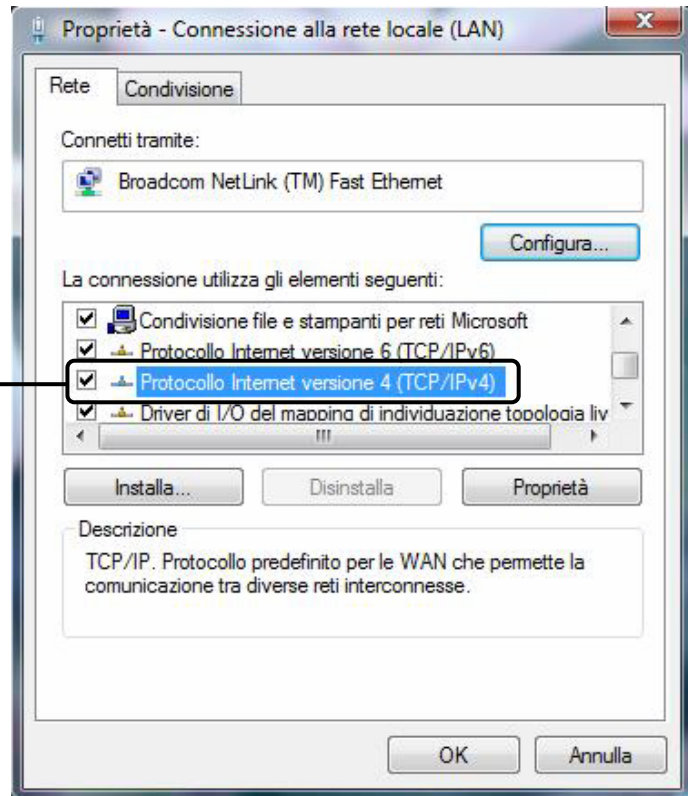 Proprietà - Connessione alla rete locale (LAN)
Rete
Condivisione
Connetti tramite:
Broadcom NetLink (TM) Fast Ethernet
Configura...
La connessione utilizza gli elementi seguenti:
Condivisione file e stampanti per reti Microsoft
Protocollo Internet versione 6 (TCP/IPv6)
Protocollo Internet versione 4 (TCP/IPv4)
Driver di I/O del mapping di individuazione topologia liv
Installa...
Disinstalla
Proprietà
Descrizione
TCP/IP. Protocollo predefinito per le WAN che permette la
comunicazione tra diverse reti interconnesse.
OK
Annulla